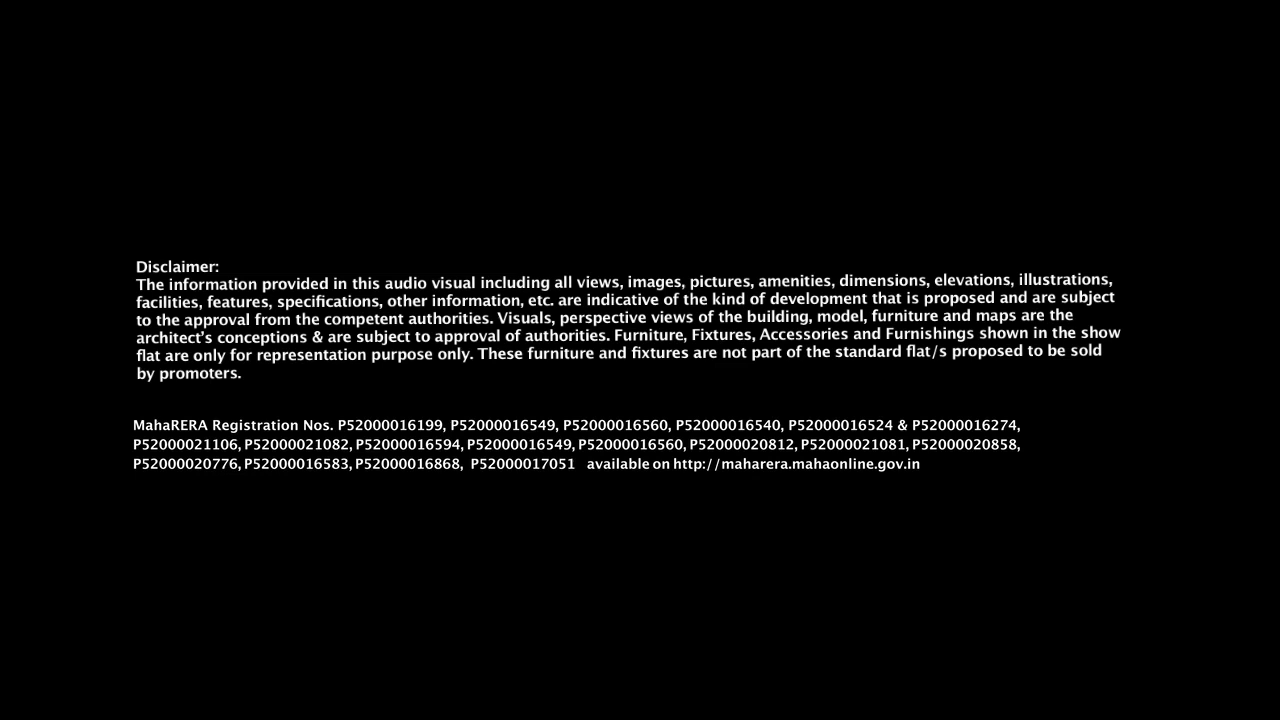 Disclaimer:
The information provided in this audio visual including all views, images, pictures, amenities, dimensions, elevations, illustrations,
facilities, features, specifications, other information, etc. are indicative of the kind of development that is proposed and are subject
to the approval from the competent authorities. Visuals, perspective views of the building, model, furniture and maps are the
architect's conceptions & are subject to approval of authorities. Furniture, Fixtures, Accessories and Furnishings shown in the show
flat are only for representation purpose only. These furniture and fixtures are not part of the standard flat/s proposed to be sold
by promoters.
MahaRERA Registration Nos. P52000016199, P52000016549, P52000016560, P52000016540, P52000016524 & P52000016274,
P52000021106, P52000021082, P52000016594, P52000016549, P52000016560, P52000020812, P52000021081, P52000020858,
P52000020776, P52000016583, P52000016868, P52000017051 available on http://maharera.mahaonline.gov.in